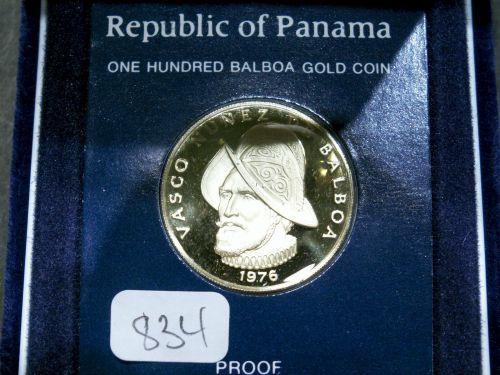 Republic of Panama
ONE HUNDRED BALBOA GOLD COIN
VASCO NUÑEZ DE BALBOA
1976
834
PROOF